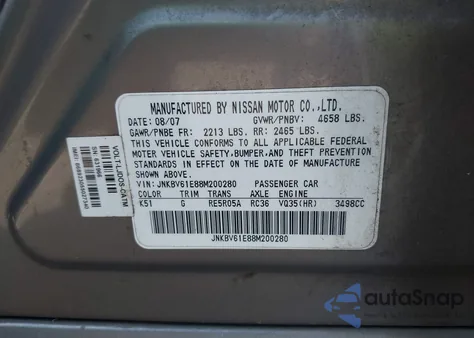 MANUFACTURED BY NISSAN MOTOR CO.,LTD.
DATE: 08/07 GVWR/PNBV: 4658 LBS.
GAWR/PNBE FR: 2213 LBS. RR: 2465 LBS.
THIS VEHICLE CONFORMS TO ALL APPLICABLE FEDERAL
MOTOR VEHICLE SAFETY,BUMPER,AND THEFT PREVENTION
STANDARDS IN EFFECT ON THE DATE OF MANUFACTURE
SHOWN ABOVE.
VIN:JNKBV61E88M200280 PASSENGER CAR
COLOR TRIM TRANS AXLE ENGINE
K51 G RE5R05A RC36 VQ35(HR) 3498CC
JNKBV61E88M200280
autoSnap